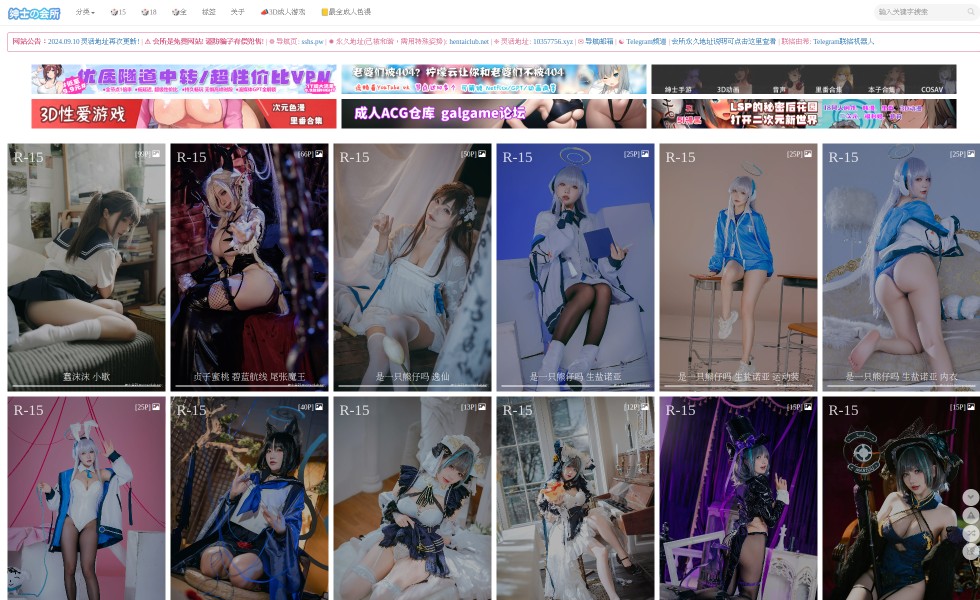 绅士の会所
分类 15 18 全 标签 关于 3D成人游戏 最全成人色漫
输入关键字搜索
网站公告：2024.09.10 灵活地址再次更新! | 会所是免费网站! 谨防骗子有偿兜售! | 导航页: sshs.pw | 永久地址(已被和谐，需用特殊姿势): hentaiclub.net | 灵活地址: 10357756.xyz | 导航邮箱 | Telegram频道 | 会所永久地址说明可点击这里查看 | 联络出希: Telegram联络机器人
优质隧道中转/超性价比VPN
老婆们被404? 柠檬云让你和老婆们不被404
绅士手游 3D动画 音声 里番合集 本子合集 COSAV
3D性爱游戏
次元色漫
里番合集
成人ACG仓库 galgame论坛
LSP的秘密后花园
打开二次元新世界
R-15 [99P]
R-15 [66P]
R-15 [50P]
R-15 [25P]
R-15 [25P]
R-15 [25P]
蠢沫沫 小歌
贞子蜜桃 碧蓝航线 尾张魔王
是一只熊仔吗 逸仙
是一只熊仔吗 生盐诺亚
是一只熊仔吗 生盐诺亚 运动装
是一只熊仔吗 生盐诺亚 内衣
R-15 [25P]
R-15 [40P]
R-15 [13P]
R-15 [12P]
R-15 [15P]
R-15 [15P]